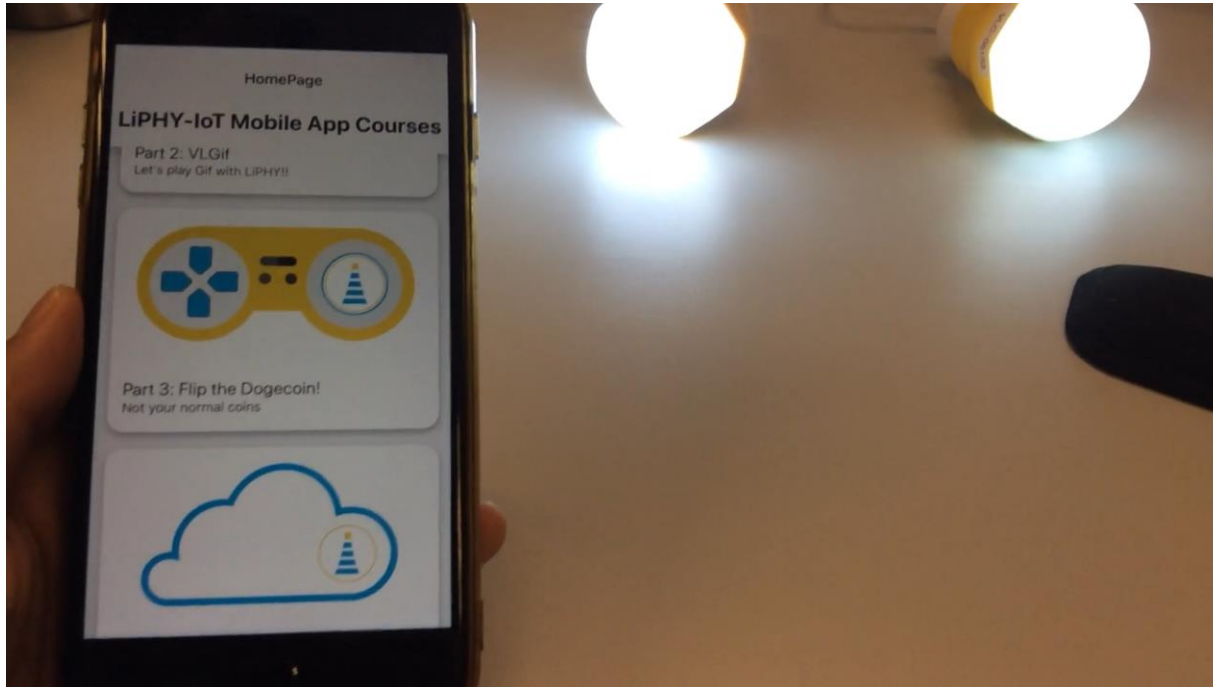 HomePage
LiPHY-IoT Mobile App Courses
Part 2: VLGif
Let's play Gif with LiPHY!!
Part 3: Flip the Dogecoin!
Not your normal coins